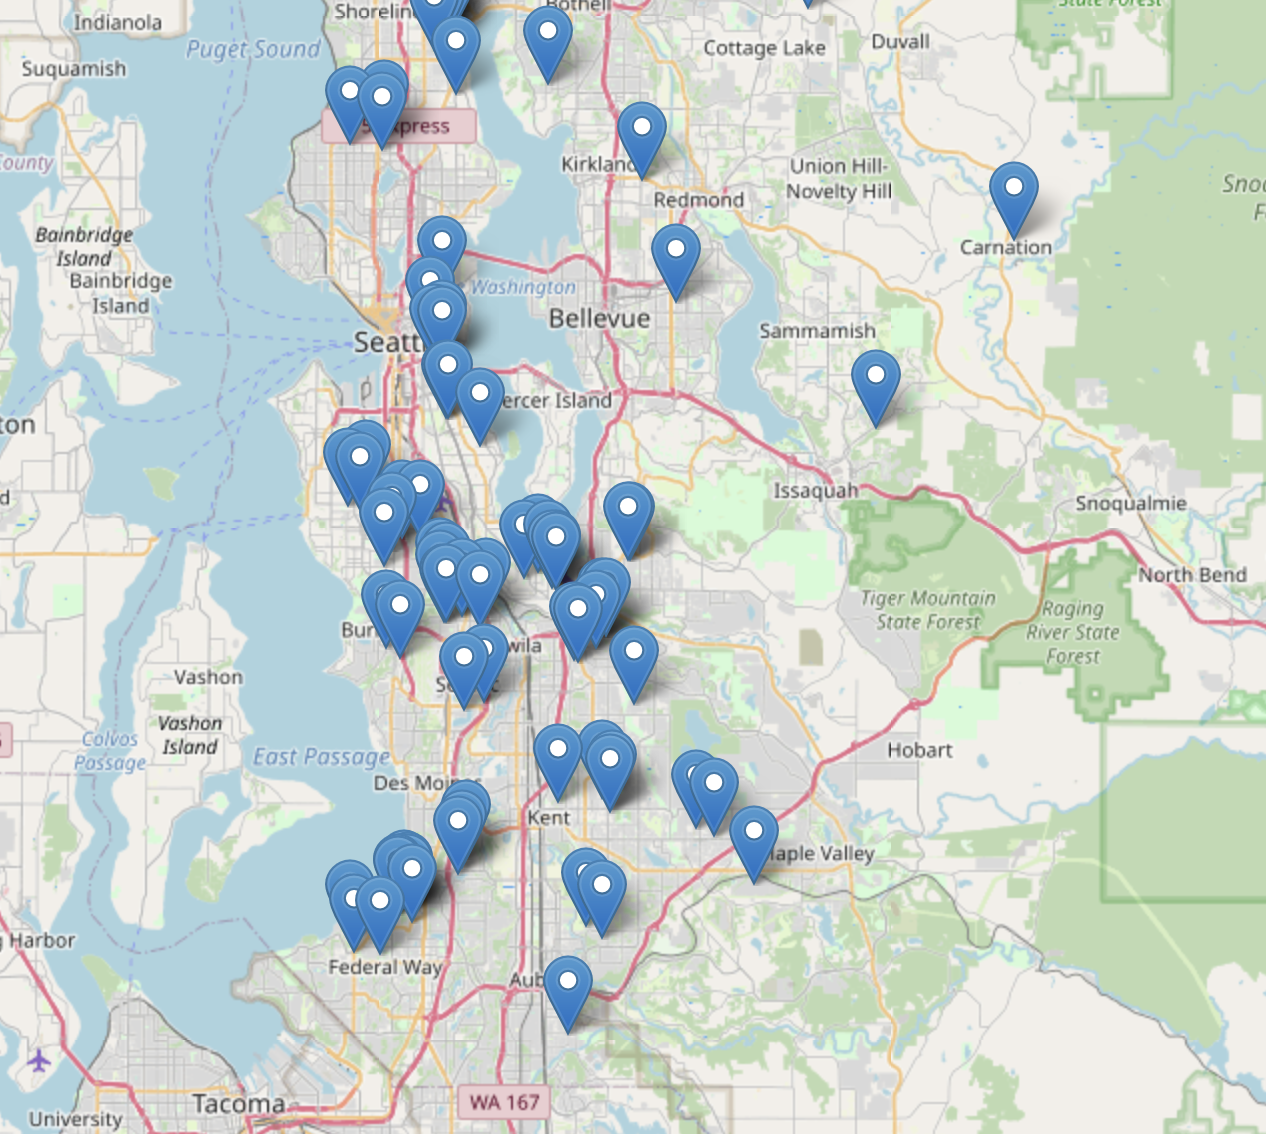 State Forest
Indianola
Shoreline
Bothell
Puget Sound
Cottage Lake
Duvall
Suquamish
5 Express
County
Kirkland
Union Hill-
Novelty Hill
Redmond
Snoq
Bainbridge
Island
Bainbridge
Island
Carnation
Washington
Bellevue
Sammamish
Seatt
ercer Island
ton
Issaquah
Snoqualmie
d
North Bend
Tiger Mountain
State Forest
Raging
River State
Forest
Bur
wila
Vashon
Vashon
Island
Colvos
Passage
East Passage
Hobart
Des Moines
Kent
aple Valley
g Harbor
Federal Way
Aub
Tacoma
WA 167
University